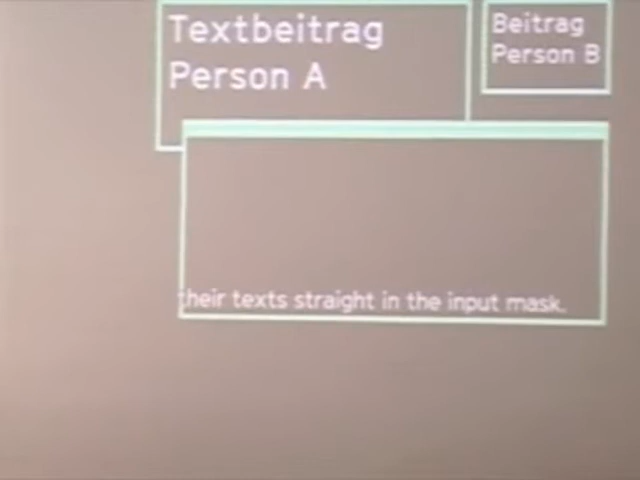 Textbeitrag
Person A
Beitrag
Person B
their texts straight in the input mask.